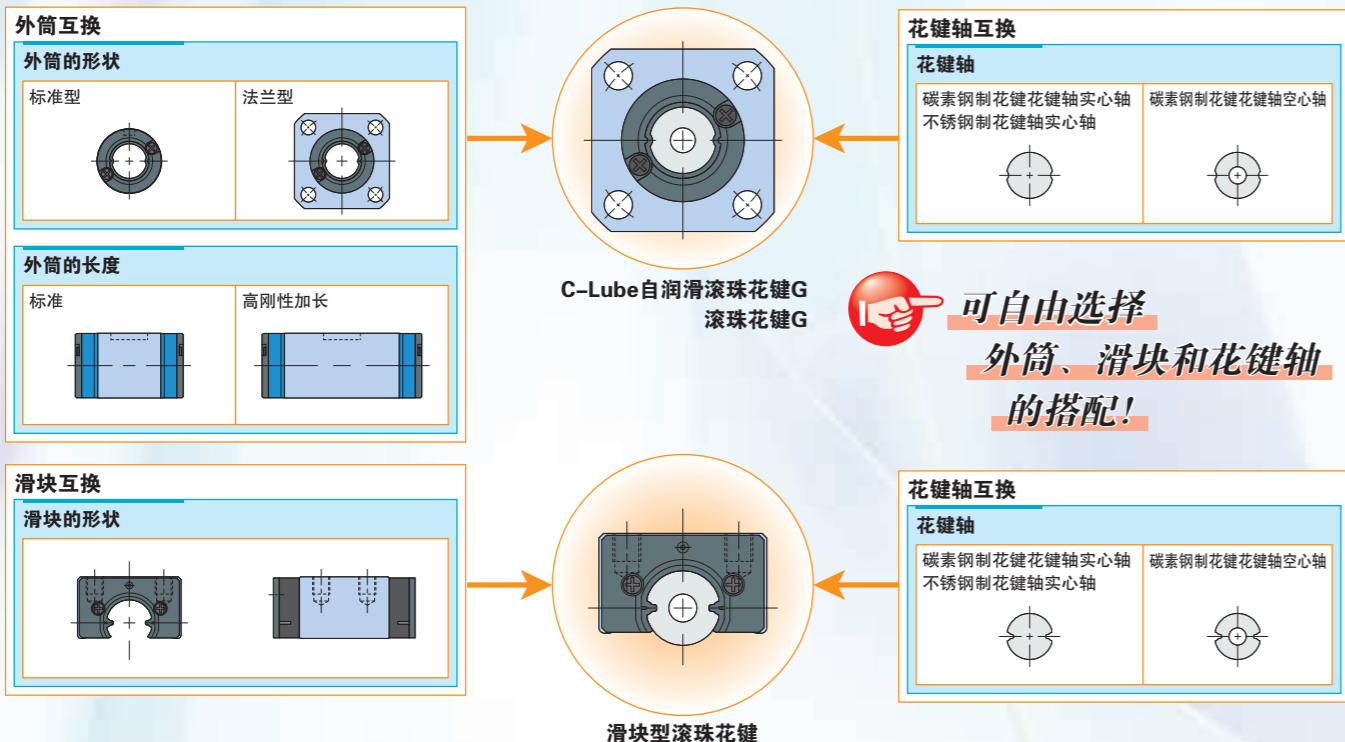 外筒互换
外筒的形状
标准型
法兰型
外筒的长度
标准
高刚性加长
C-Lube自润滑滚珠花键G
滚珠花键G
花键轴互换
花键轴
碳素钢制花键花键轴实心轴
不锈钢制花键轴实心轴
碳素钢制花键花键轴空心轴
可自由选择
外筒、滑块和花键轴
的搭配!
滑块互换
滑块的形状
滑块型滚珠花键
花键轴互换
花键轴
碳素钢制花键花键轴实心轴
不锈钢制花键轴实心轴
碳素钢制花键花键轴空心轴